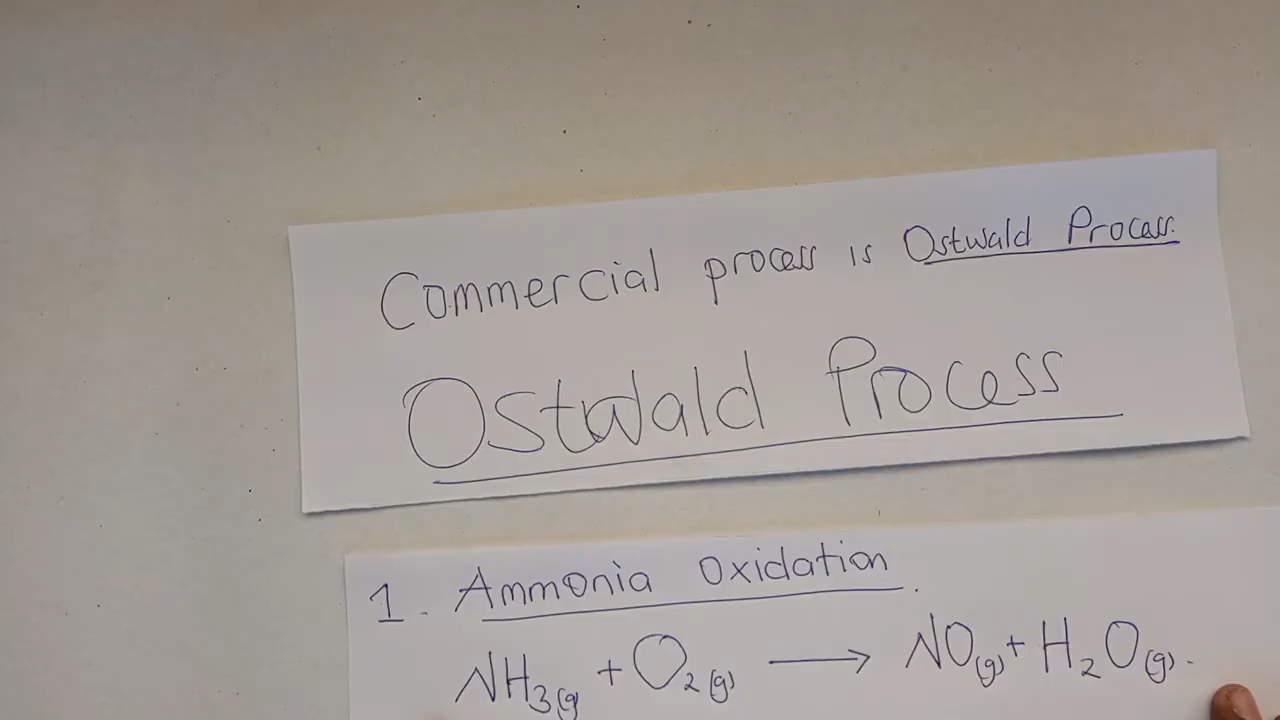 Commercial process is Ostwald Process.
Ostwald Process
1. Ammonia Oxidation.
NH₃(g) + O₂(g) ⟶ NO(g) + H₂O(g).